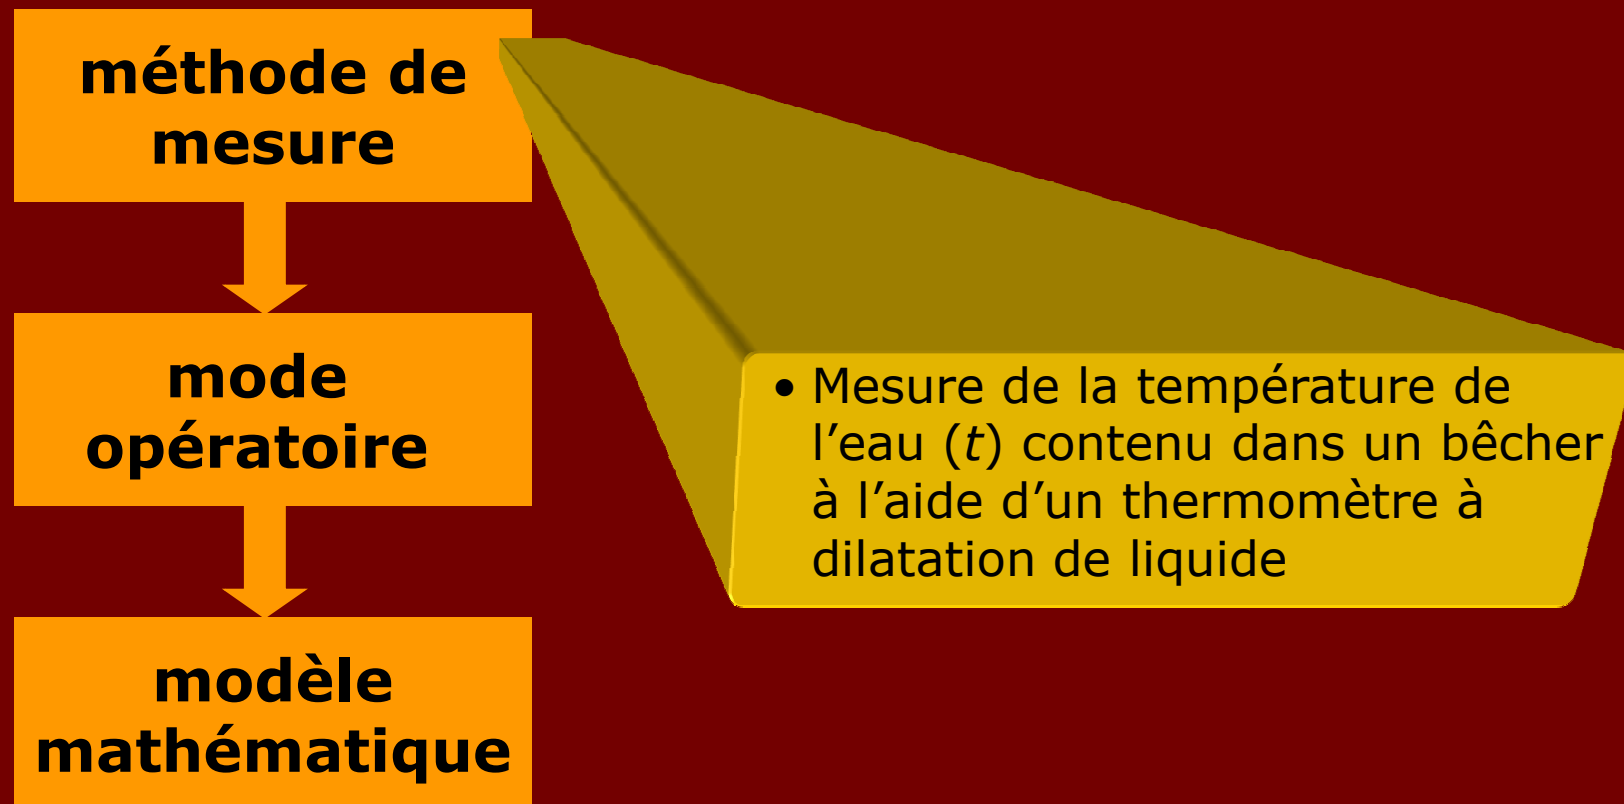 méthode de
mesure
mode
opératoire
modèle
mathématique
• Mesure de la température de
l’eau (t) contenu dans un bêcher
à l’aide d’un thermomètre à
dilatation de liquide